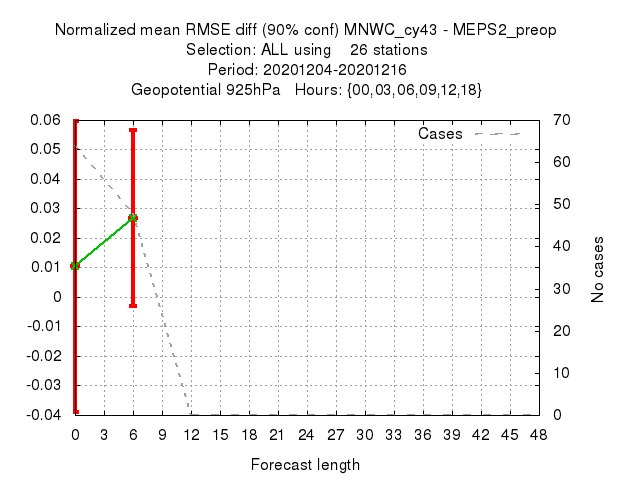 Normalized mean RMSE diff (90% conf) MNWC_cy43 - MEPS2_preop
Selection: ALL using 26 stations
Period: 20201204-20201216
Geopotential 925hPa Hours: {00,03,06,09,12,18}
Cases
0.06
0.05
0.04
0.03
0.02
0.01
0
-0.01
-0.02
-0.03
-0.04
70
60
50
40
30
20
10
0
No cases
0 3 6 9 12 15 18 21 24 27 30 33 36 39 42 45 48
Forecast length